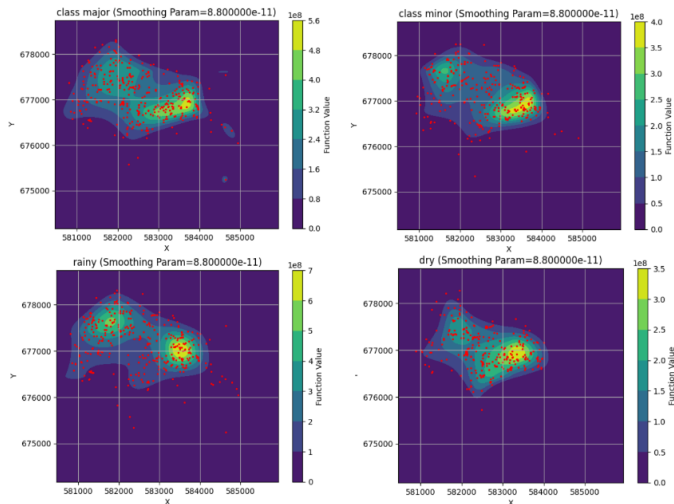 class major (Smoothing Param=8.800000e-11)
1e8
5.6
4.8
4.0
3.2
2.4
1.6
0.8
0.0
Function Value
678000
677000
676000
675000
Y
581000 582000 583000 584000 585000
X
class minor (Smoothing Param=8.800000e-11)
1e8
4.0
3.5
3.0
2.5
2.0
1.5
1.0
0.5
0.0
Function Value
678000
677000
676000
675000
Y
581000 582000 583000 584000 585000
X
rainy (Smoothing Param=8.800000e-11)
1e8
7
6
5
4
3
2
1
0
Function Value
678000
677000
676000
675000
Y
581000 582000 583000 584000 585000
X
dry (Smoothing Param=8.800000e-11)
1e8
3.5
3.0
2.5
2.0
1.5
1.0
0.5
0.0
Function Value
678000
677000
676000
675000
581000 582000 583000 584000 585000
X